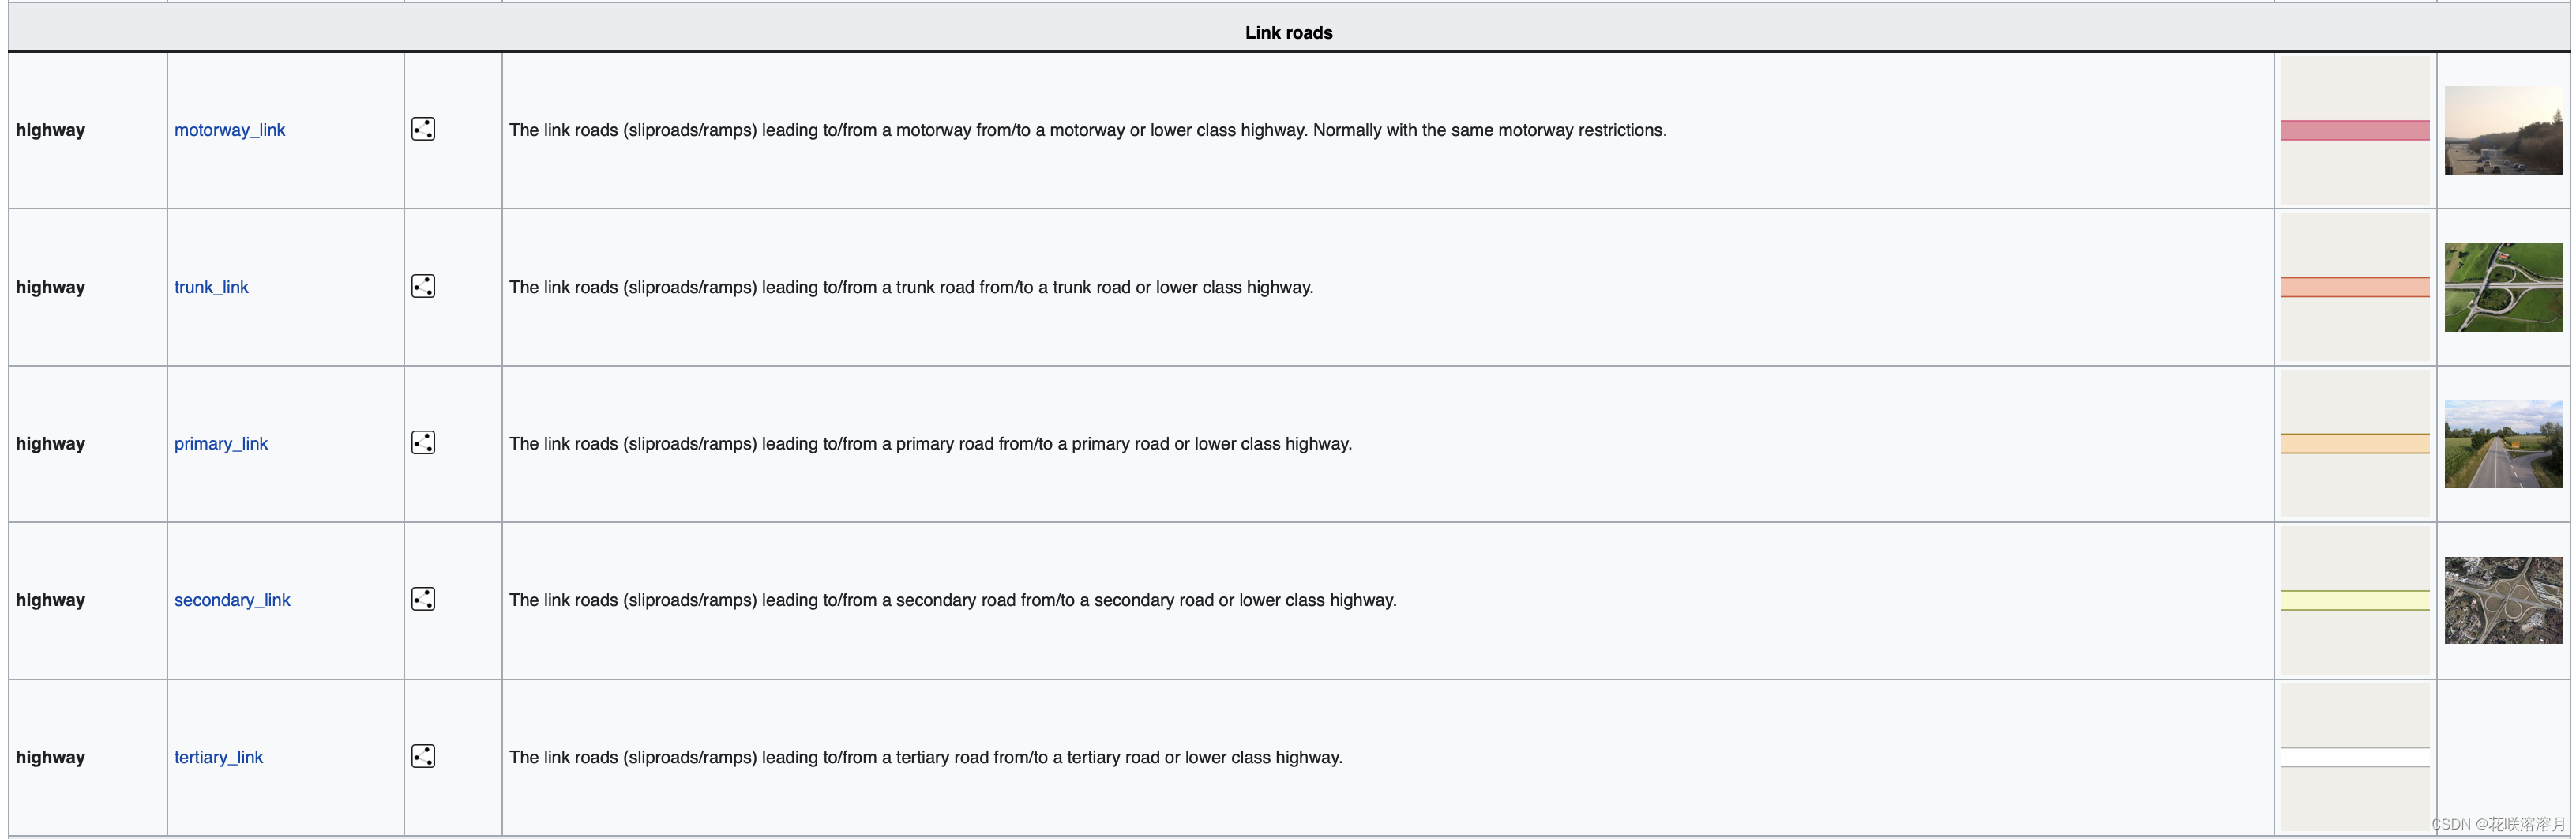 Link roads
highway motorway_link The link roads (sliproads/ramps) leading to/from a motorway from/to a motorway or lower class highway. Normally with the same motorway restrictions.
highway trunk_link The link roads (sliproads/ramps) leading to/from a trunk road from/to a trunk road or lower class highway.
highway primary_link The link roads (sliproads/ramps) leading to/from a primary road from/to a primary road or lower class highway.
highway secondary_link The link roads (sliproads/ramps) leading to/from a secondary road from/to a secondary road or lower class highway.
highway tertiary_link The link roads (sliproads/ramps) leading to/from a tertiary road from/to a tertiary road or lower class highway.
CSDN @花咲溶溶月